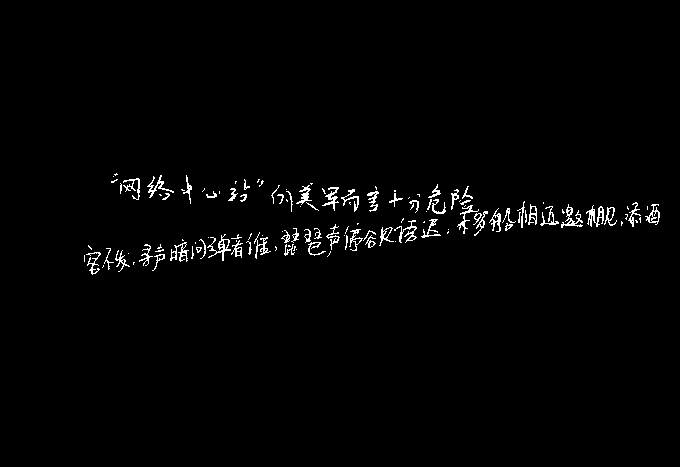 “网络中心站”的美军而言十分危险
客不发,寻声暗问弹者谁,琵琶声停欲语迟,移船相近邀相见,添酒